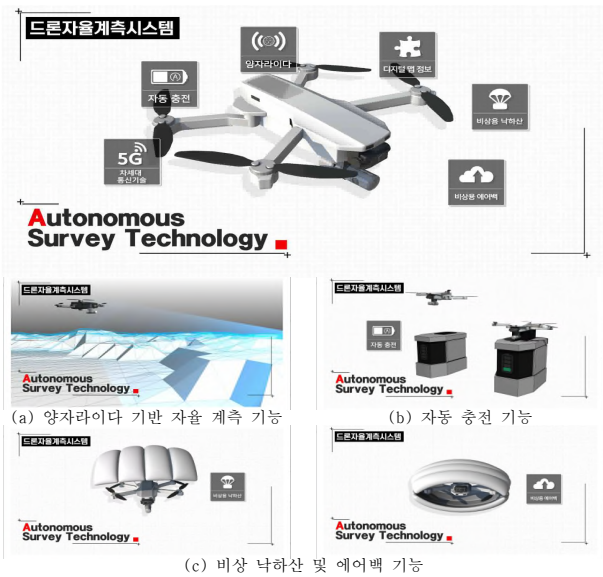 드론자율계측시스템
양자라이다
디지털 맵 정보
자동 충전
비상용 낙하산
5G
차세대
통신기술
비상용 에어백
Autonomous
Survey Technology
드론자율계측시스템
Autonomous
Survey Technology
(a) 양자라이다 기반 자율 계측 기능
드론자율계측시스템
자동 충전
Autonomous
Survey Technology
(b) 자동 충전 기능
드론자율계측시스템
비상용 낙하산
Autonomous
Survey Technology
드론자율계측시스템
비상용 에어백
Autonomous
Survey Technology
(c) 비상 낙하산 및 에어백 기능